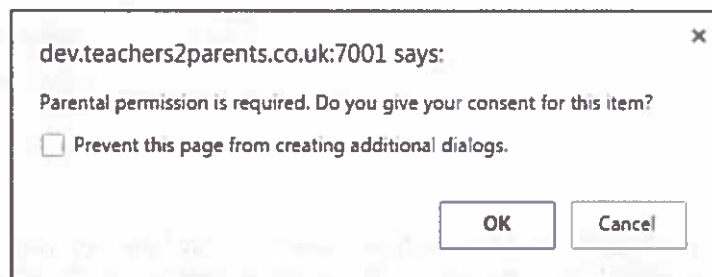 dev.teachers2parents.co.uk:7001 says:
Parental permission is required. Do you give your consent for this item?
Prevent this page from creating additional dialogs.
OK
Cancel